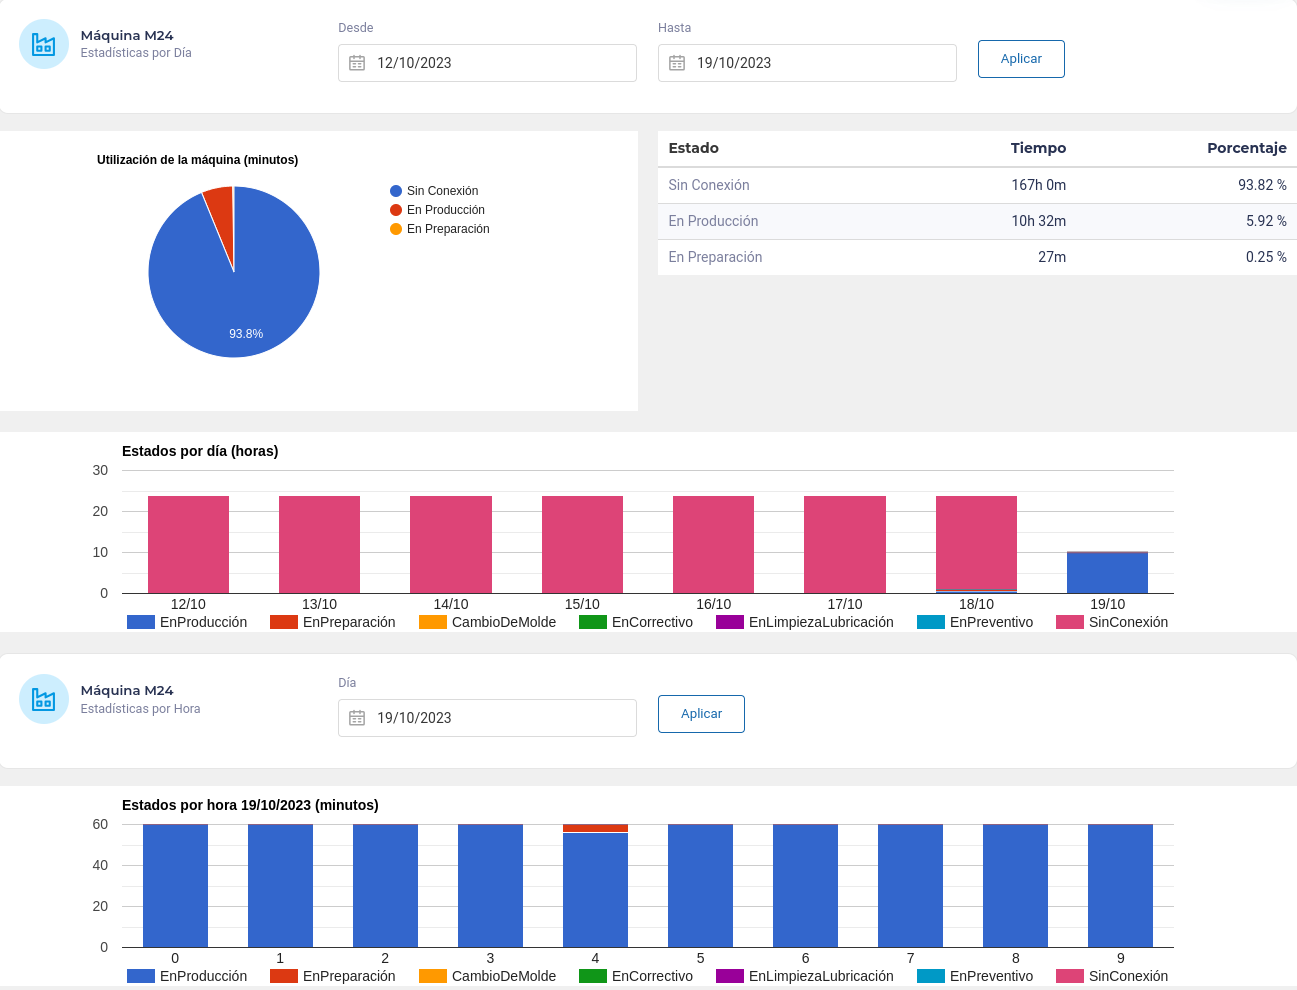 Máquina M24
Estadísticas por Día
Desde
12/10/2023
Hasta
19/10/2023
Aplicar
Utilización de la máquina (minutos)
Sin Conexión
En Producción
En Preparación
93.8%
Estado Tiempo Porcentaje
Sin Conexión 167h 0m 93.82 %
En Producción 10h 32m 5.92 %
En Preparación 27m 0.25 %
Estados por día (horas)
30
20
10
0
12/10 13/10 14/10 15/10 16/10 17/10 18/10 19/10
EnProducción EnPreparación CambioDeMolde EnCorrectivo EnLimpiezaLubricación EnPreventivo SinConexión
Máquina M24
Estadísticas por Hora
Día
19/10/2023
Aplicar
Estados por hora 19/10/2023 (minutos)
60
40
20
0
0 1 2 3 4 5 6 7 8 9
EnProducción EnPreparación CambioDeMolde EnCorrectivo EnLimpiezaLubricación EnPreventivo SinConexión